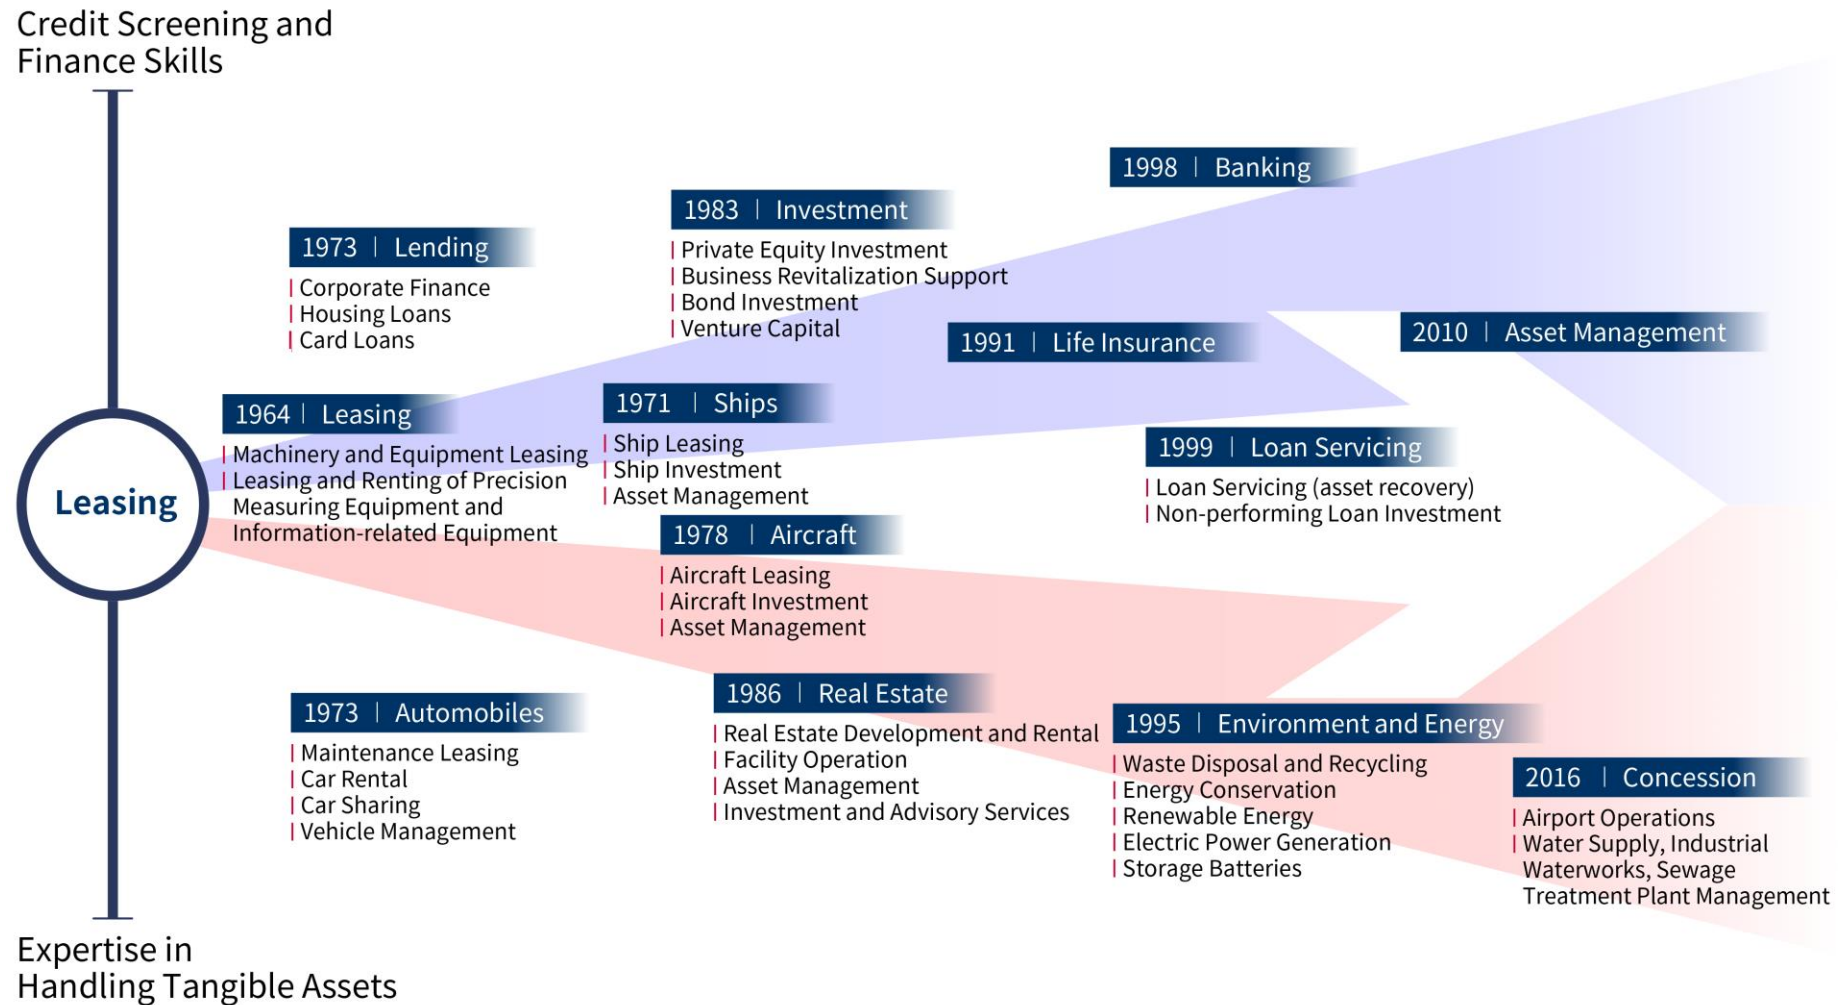 Credit Screening and
Finance Skills
1998 | Banking
1983 | Investment
Private Equity Investment
Business Revitalization Support
Bond Investment
Venture Capital
1973 | Lending
Corporate Finance
Housing Loans
Card Loans
1991 | Life Insurance
2010 | Asset Management
1964 | Leasing
Machinery and Equipment Leasing
Leasing and Renting of Precision
Measuring Equipment and
Information-related Equipment
1971 | Ships
Ship Leasing
Ship Investment
Asset Management
1999 | Loan Servicing
Loan Servicing (asset recovery)
Non-performing Loan Investment
Leasing
1978 | Aircraft
Aircraft Leasing
Aircraft Investment
Asset Management
1973 | Automobiles
Maintenance Leasing
Car Rental
Car Sharing
Vehicle Management
1986 | Real Estate
Real Estate Development and Rental
Facility Operation
Asset Management
Investment and Advisory Services
1995 | Environment and Energy
Waste Disposal and Recycling
Energy Conservation
Renewable Energy
Electric Power Generation
Storage Batteries
2016 | Concession
Airport Operations
Water Supply, Industrial
Waterworks, Sewage
Treatment Plant Management
Expertise in
Handling Tangible Assets